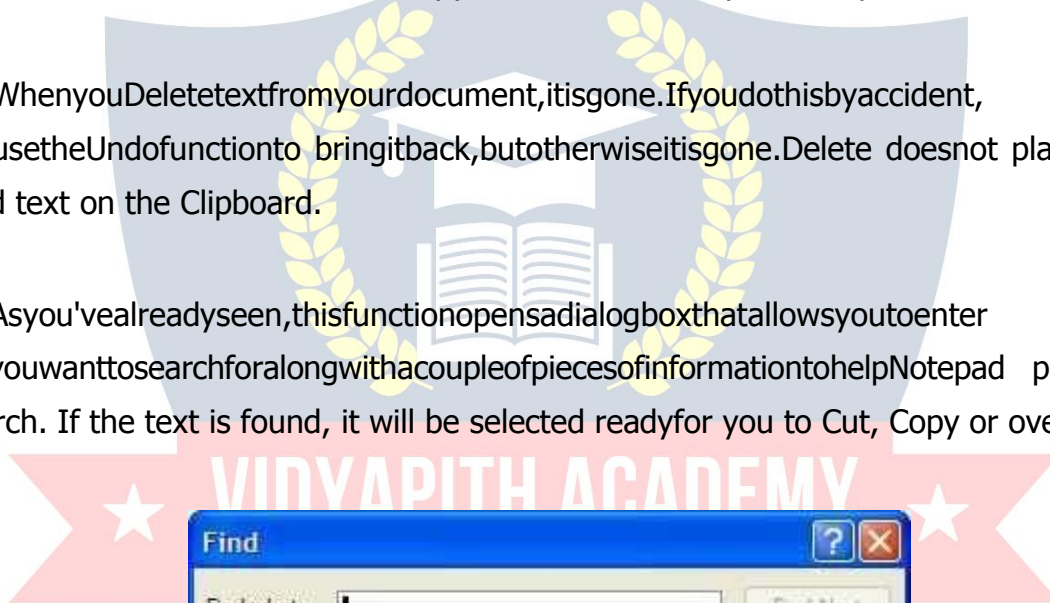 WhenyouDeletetextfromyourdocument,itisgone.Ifyoudothisbyaccident,
usetheUndofunctionto bringitback,butotherwiseitisgone.Delete doesnot pla
d text on the Clipboard.
Asyou'vealreadyseen,thisfunctionopensadialogboxthatallowsyoutoenter
youwanttosearchforalongwithacoupleofpiecesofinformationtohelpNotepad p
rch. If the text is found, it will be selected readyfor you to Cut, Copy or ove
VIDYAPITH ACADEMY
Find